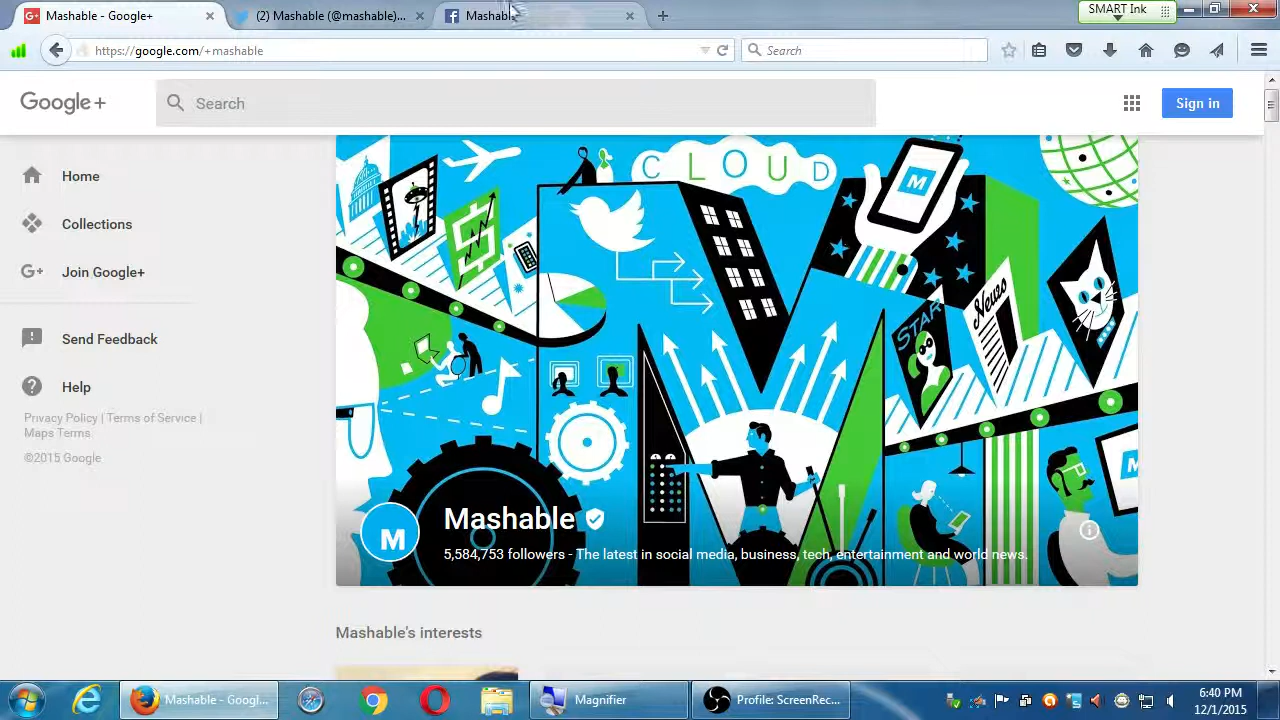 Mashable - Google+
(2) Mashable (@mashable)...
Mashable
SMART Ink
https://google.com/+mashable
Search
Google+
Search
Sign in
Home
Collections
Join Google+
Send Feedback
Help
Privacy Policy | Terms of Service |
Maps Terms
©2015 Google
CLOUD
M
STAR
News
M
M
Mashable
5,584,753 followers - The latest in social media, business, tech, entertainment and world news.
Mashable's interests
Mashable - Googl...
Magnifier
Profile: ScreenRec...
6:40 PM
12/1/2015